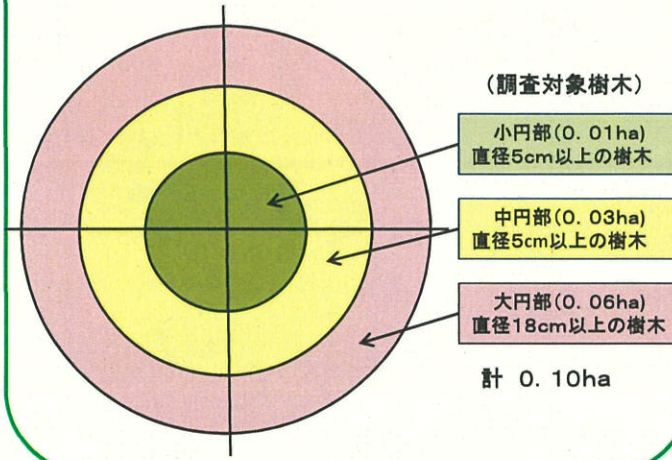 (調査対象樹木)
小円部(0.01ha)
直径5cm以上の樹木
中円部(0.03ha)
直径5cm以上の樹木
大円部(0.06ha)
直径18cm以上の樹木
計 0.10ha